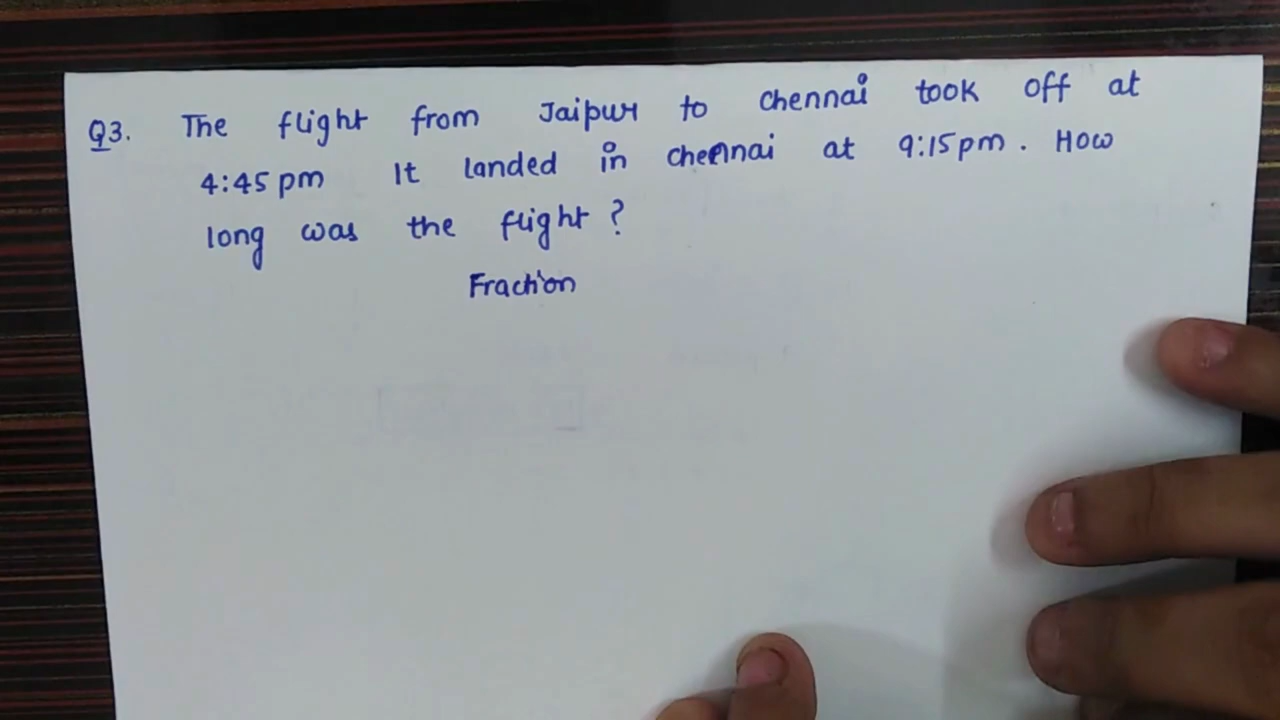 Q3. The flight from Jaipur to chennai took off at
4:45 pm It landed in chennai at 9:15 pm. How
long was the flight?
Fraction